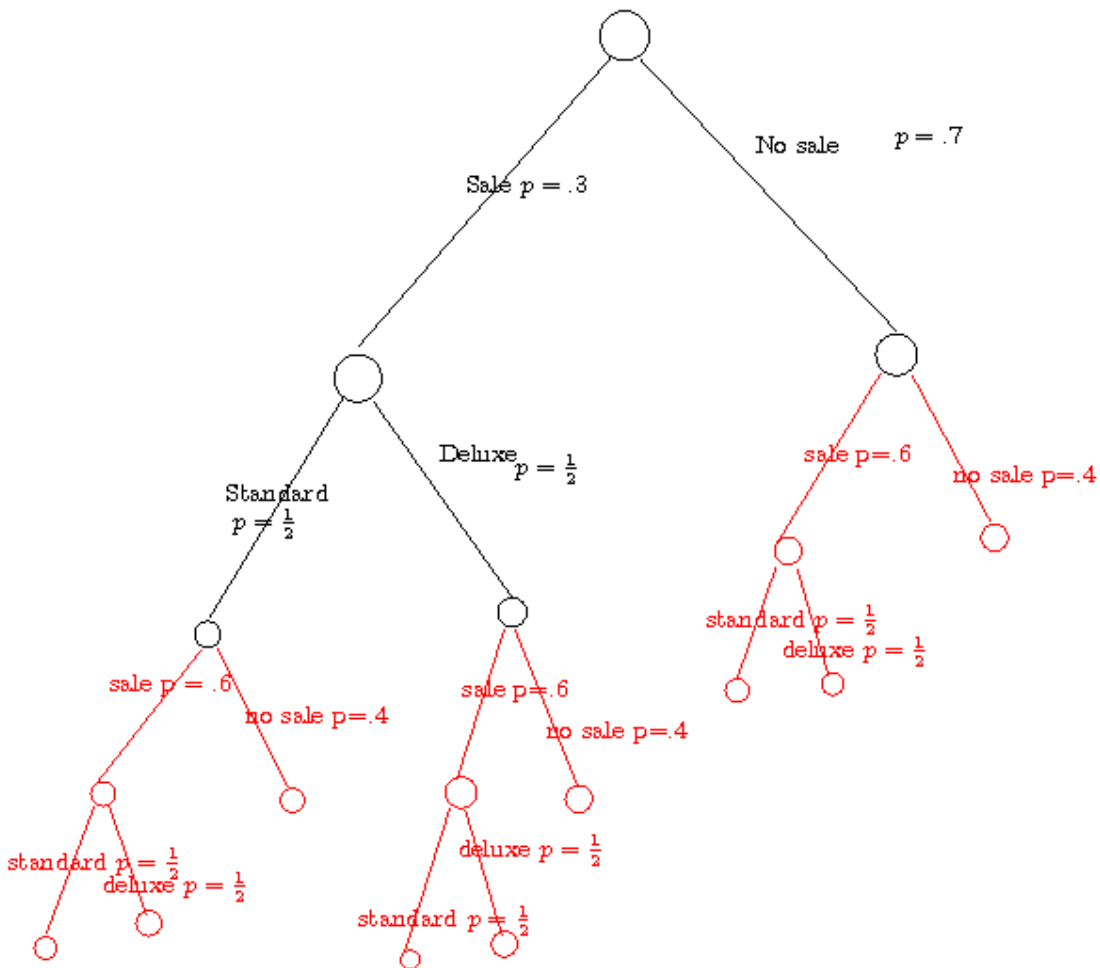 No sale p = .7
Sale p = .3
Deluxe p = 1/2
sale p=.6
no sale p=.4
Standard
p = 1/2
standard p = 1/2
deluxe p = 1/2
sale p = .6
sale p=.6
no sale p=.4
no sale p=.4
deluxe p = 1/2
standard p = 1/2
deluxe p = 1/2
standard p = 1/2